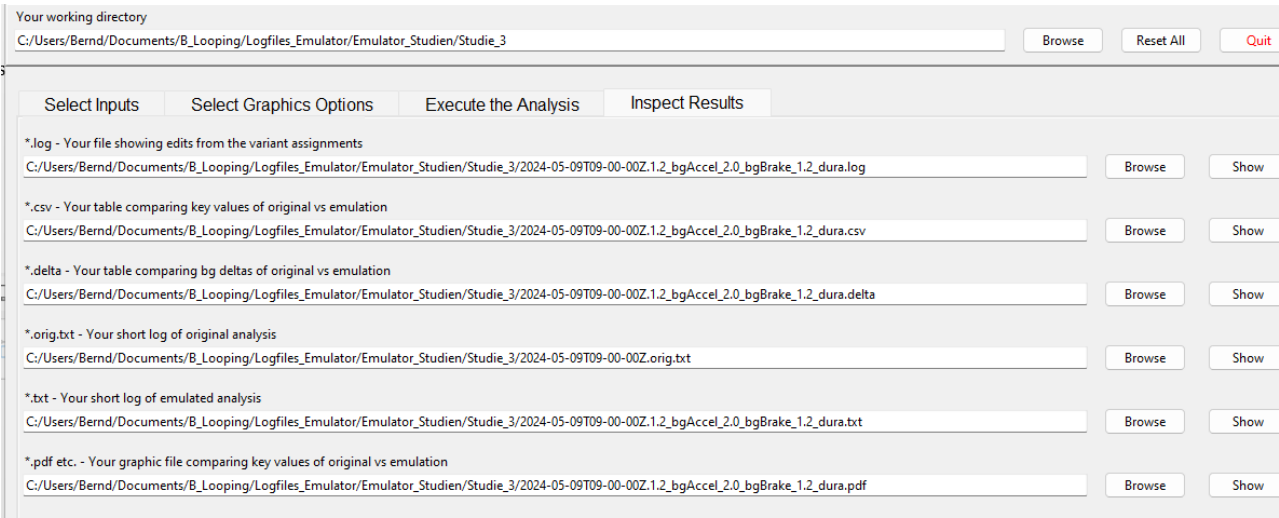 Your working directory
C:/Users/Bernd/Documents/B_Looping/Logfiles_Emulator/Emulator_Studien/Studie_3 Browse Reset All Quit
Select Inputs Select Graphics Options Execute the Analysis Inspect Results
*.log - Your file showing edits from the variant assignments
C:/Users/Bernd/Documents/B_Looping/Logfiles_Emulator/Emulator_Studien/Studie_3/2024-05-09T09-00-00Z.1.2_bgAccel_2.0_bgBrake_1.2_dura.log Browse Show
*.csv - Your table comparing key values of original vs emulation
C:/Users/Bernd/Documents/B_Looping/Logfiles_Emulator/Emulator_Studien/Studie_3/2024-05-09T09-00-00Z.1.2_bgAccel_2.0_bgBrake_1.2_dura.csv Browse Show
*.delta - Your table comparing bg deltas of original vs emulation
C:/Users/Bernd/Documents/B_Looping/Logfiles_Emulator/Emulator_Studien/Studie_3/2024-05-09T09-00-00Z.1.2_bgAccel_2.0_bgBrake_1.2_dura.delta Browse Show
*.orig.txt - Your short log of original analysis
C:/Users/Bernd/Documents/B_Looping/Logfiles_Emulator/Emulator_Studien/Studie_3/2024-05-09T09-00-00Z.orig.txt Browse Show
*.txt - Your short log of emulated analysis
C:/Users/Bernd/Documents/B_Looping/Logfiles_Emulator/Emulator_Studien/Studie_3/2024-05-09T09-00-00Z.1.2_bgAccel_2.0_bgBrake_1.2_dura.txt Browse Show
*.pdf etc. - Your graphic file comparing key values of original vs emulation
C:/Users/Bernd/Documents/B_Looping/Logfiles_Emulator/Emulator_Studien/Studie_3/2024-05-09T09-00-00Z.1.2_bgAccel_2.0_bgBrake_1.2_dura.pdf Browse Show